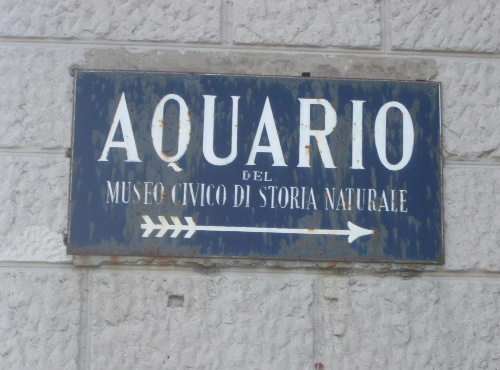 AQUARIO
DEL
MUSEO CIVICO DI STORIA NATURALE